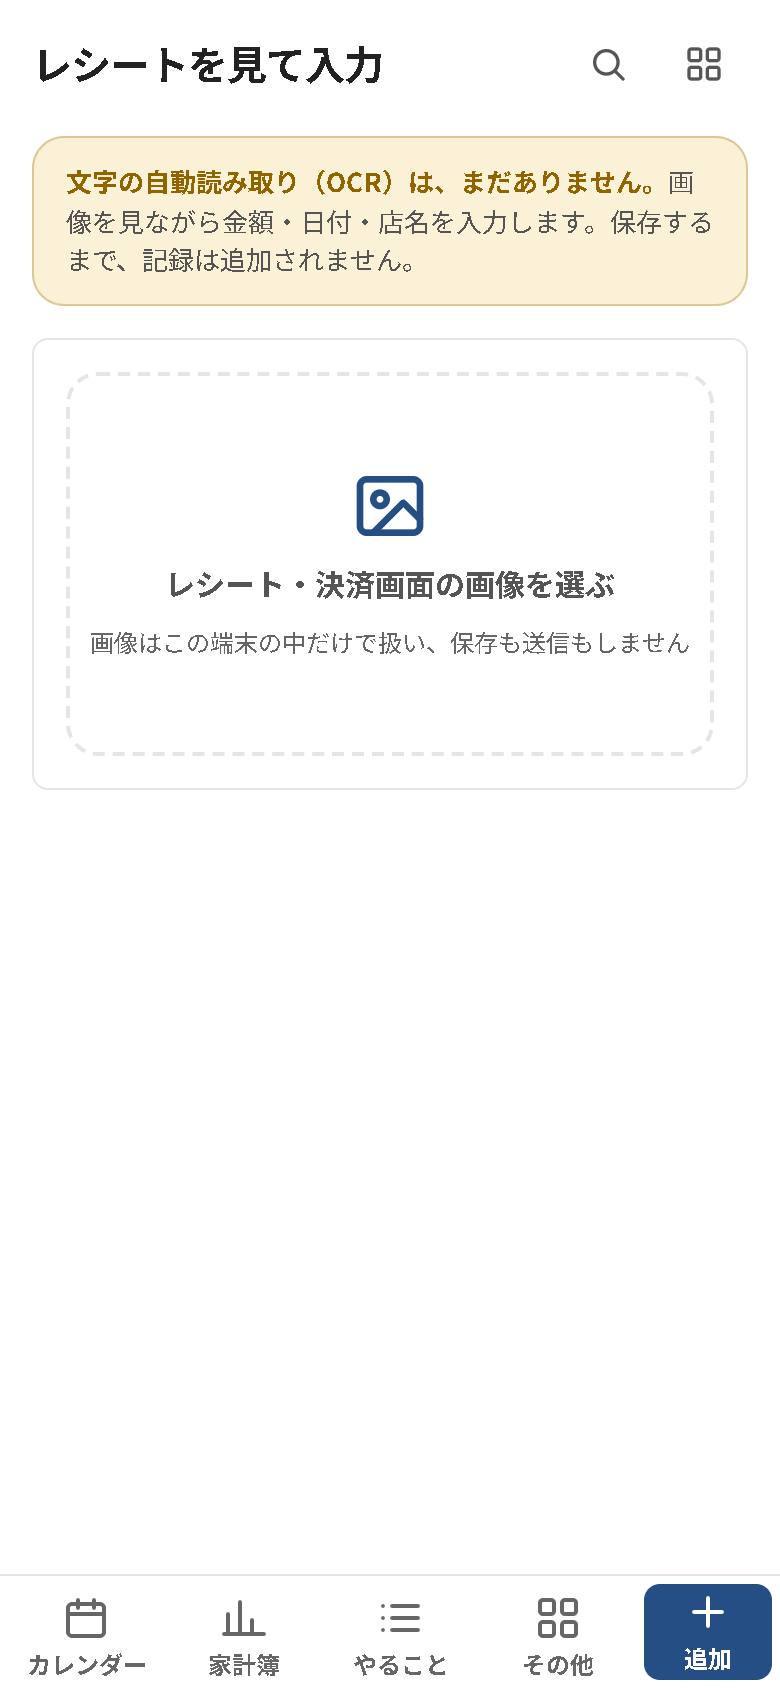 レシートを見て入力
文字の自動読み取り（OCR）は、まだありません。画
像を見ながら金額・日付・店名を入力します。保存する
まで、記録は追加されません。
レシート・決済画面の画像を選ぶ
画像はこの端末の中だけで扱い、保存も送信もしません
カレンダー
家計簿
やること
その他
追加